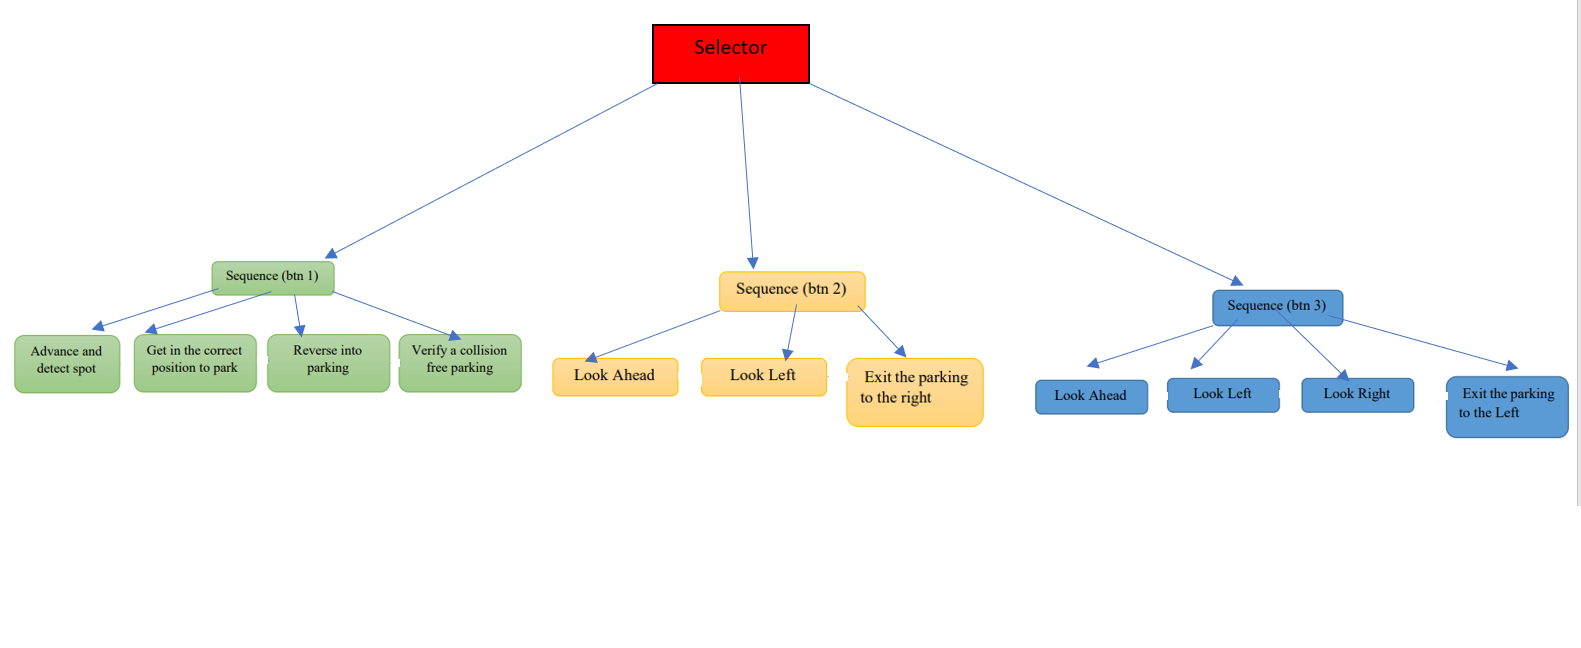 Selector
Sequence (btn 1)
Sequence (btn 2)
Sequence (btn 3)
Advance and
detect spot
Get in the correct
position to park
Reverse into
parking
Verify a collision
free parking
Look Ahead
Look Left
Exit the parking
to the right
Look Ahead
Look Left
Look Right
Exit the parking
to the Left